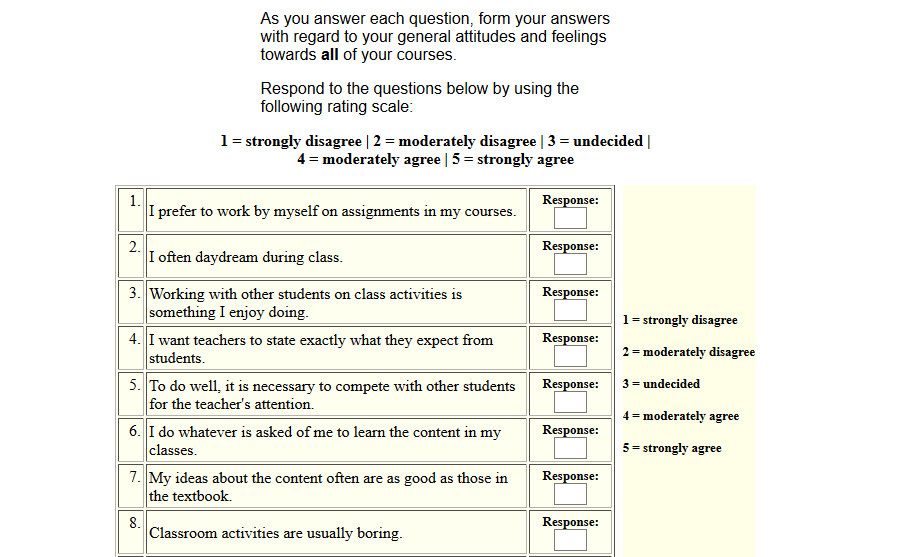 As you answer each question, form your answers
with regard to your general attitudes and feelings
towards all of your courses.
Respond to the questions below by using the
following rating scale:
1 = strongly disagree | 2 = moderately disagree | 3 = undecided |
4 = moderately agree | 5 = strongly agree
1. I prefer to work by myself on assignments in my courses. Response:
2. I often daydream during class. Response:
3. Working with other students on class activities is
something I enjoy doing. Response:
4. I want teachers to state exactly what they expect from
students. Response:
5. To do well, it is necessary to compete with other students
for the teacher's attention. Response:
6. I do whatever is asked of me to learn the content in my
classes. Response:
7. My ideas about the content often are as good as those in
the textbook. Response:
8. Classroom activities are usually boring. Response:
1 = strongly disagree
2 = moderately disagree
3 = undecided
4 = moderately agree
5 = strongly agree